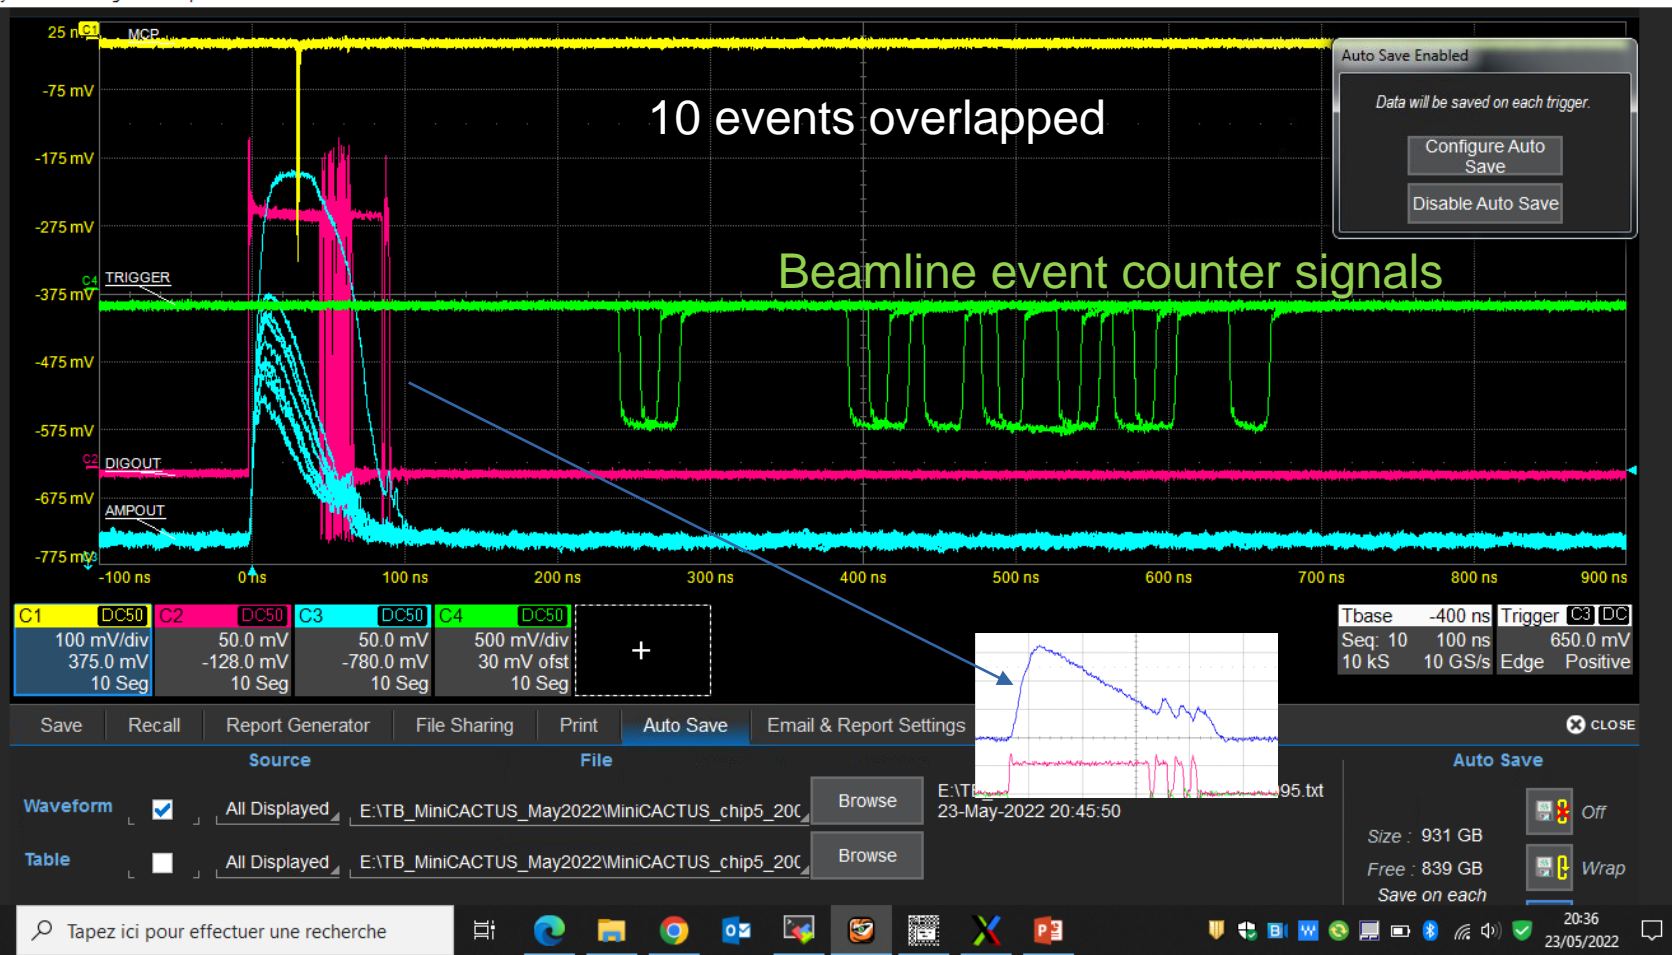 25 n C1 MCP
Auto Save Enabled
-75 mV
Data will be saved on each trigger.
10 events overlapped
Configure Auto
Save
-175 mV
Disable Auto Save
-275 mV
Beamline event counter signals
C4 TRIGGER
-375 mV
-475 mV
-575 mV
C2 DIGOUT
-675 mV
AMPOUT
-775 mV
-100 ns 0 ns 100 ns 200 ns 300 ns 400 ns 500 ns 600 ns 700 ns 800 ns 900 ns
C1 DC50 C2 DC50 C3 DC50 C4 DC50
100 mV/div 50.0 mV 50.0 mV 500 mV/div
375.0 mV -128.0 mV -780.0 mV 30 mV ofst
10 Seg 10 Seg 10 Seg 10 Seg
+
Tbase -400 ns Trigger C3 DC
Seq: 10 100 ns 650.0 mV
10 kS 10 GS/s Edge Positive
Save Recall Report Generator File Sharing Print Auto Save Email & Report Settings
CLOSE
Source File Auto Save
Waveform All Displayed E:\TB_MiniCACTUS_May2022\MiniCACTUS_chip5_200 Browse
E:\T 95.txt
23-May-2022 20:45:50
Off
Size : 931 GB
Table All Displayed E:\TB_MiniCACTUS_May2022\MiniCACTUS_chip5_200 Browse
Free : 839 GB Wrap
Save on each
Tapez ici pour effectuer une recherche
20:36
23/05/2022